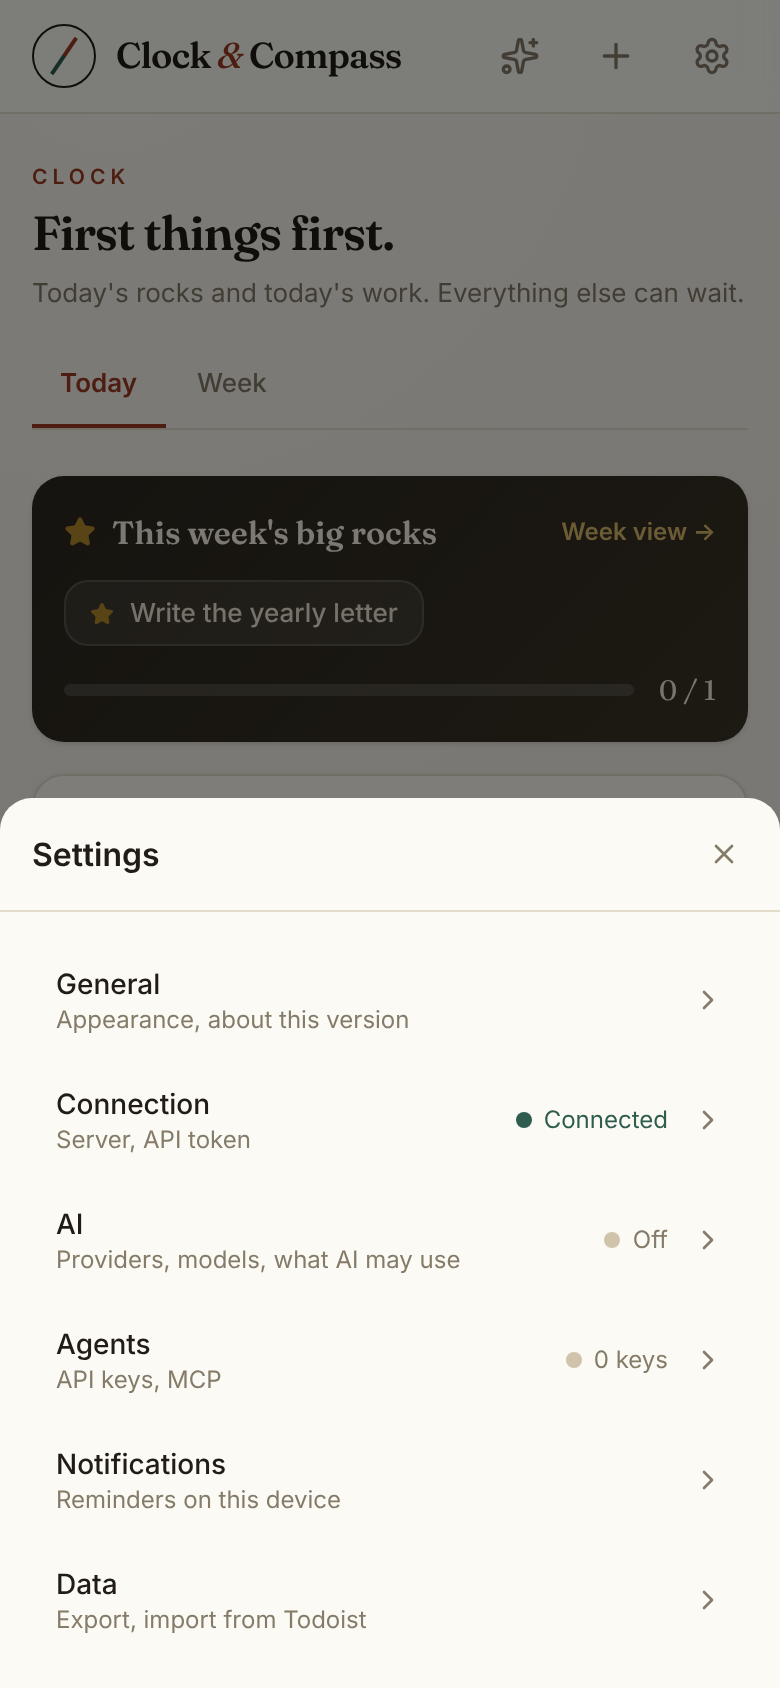 Clock & Compass
CLOCK
First things first.
Today's rocks and today's work. Everything else can wait.
Today Week
This week's big rocks Week view →
Write the yearly letter
0 / 1
Settings
General
Appearance, about this version
Connection Connected
Server, API token
AI Off
Providers, models, what AI may use
Agents 0 keys
API keys, MCP
Notifications
Reminders on this device
Data
Export, import from Todoist